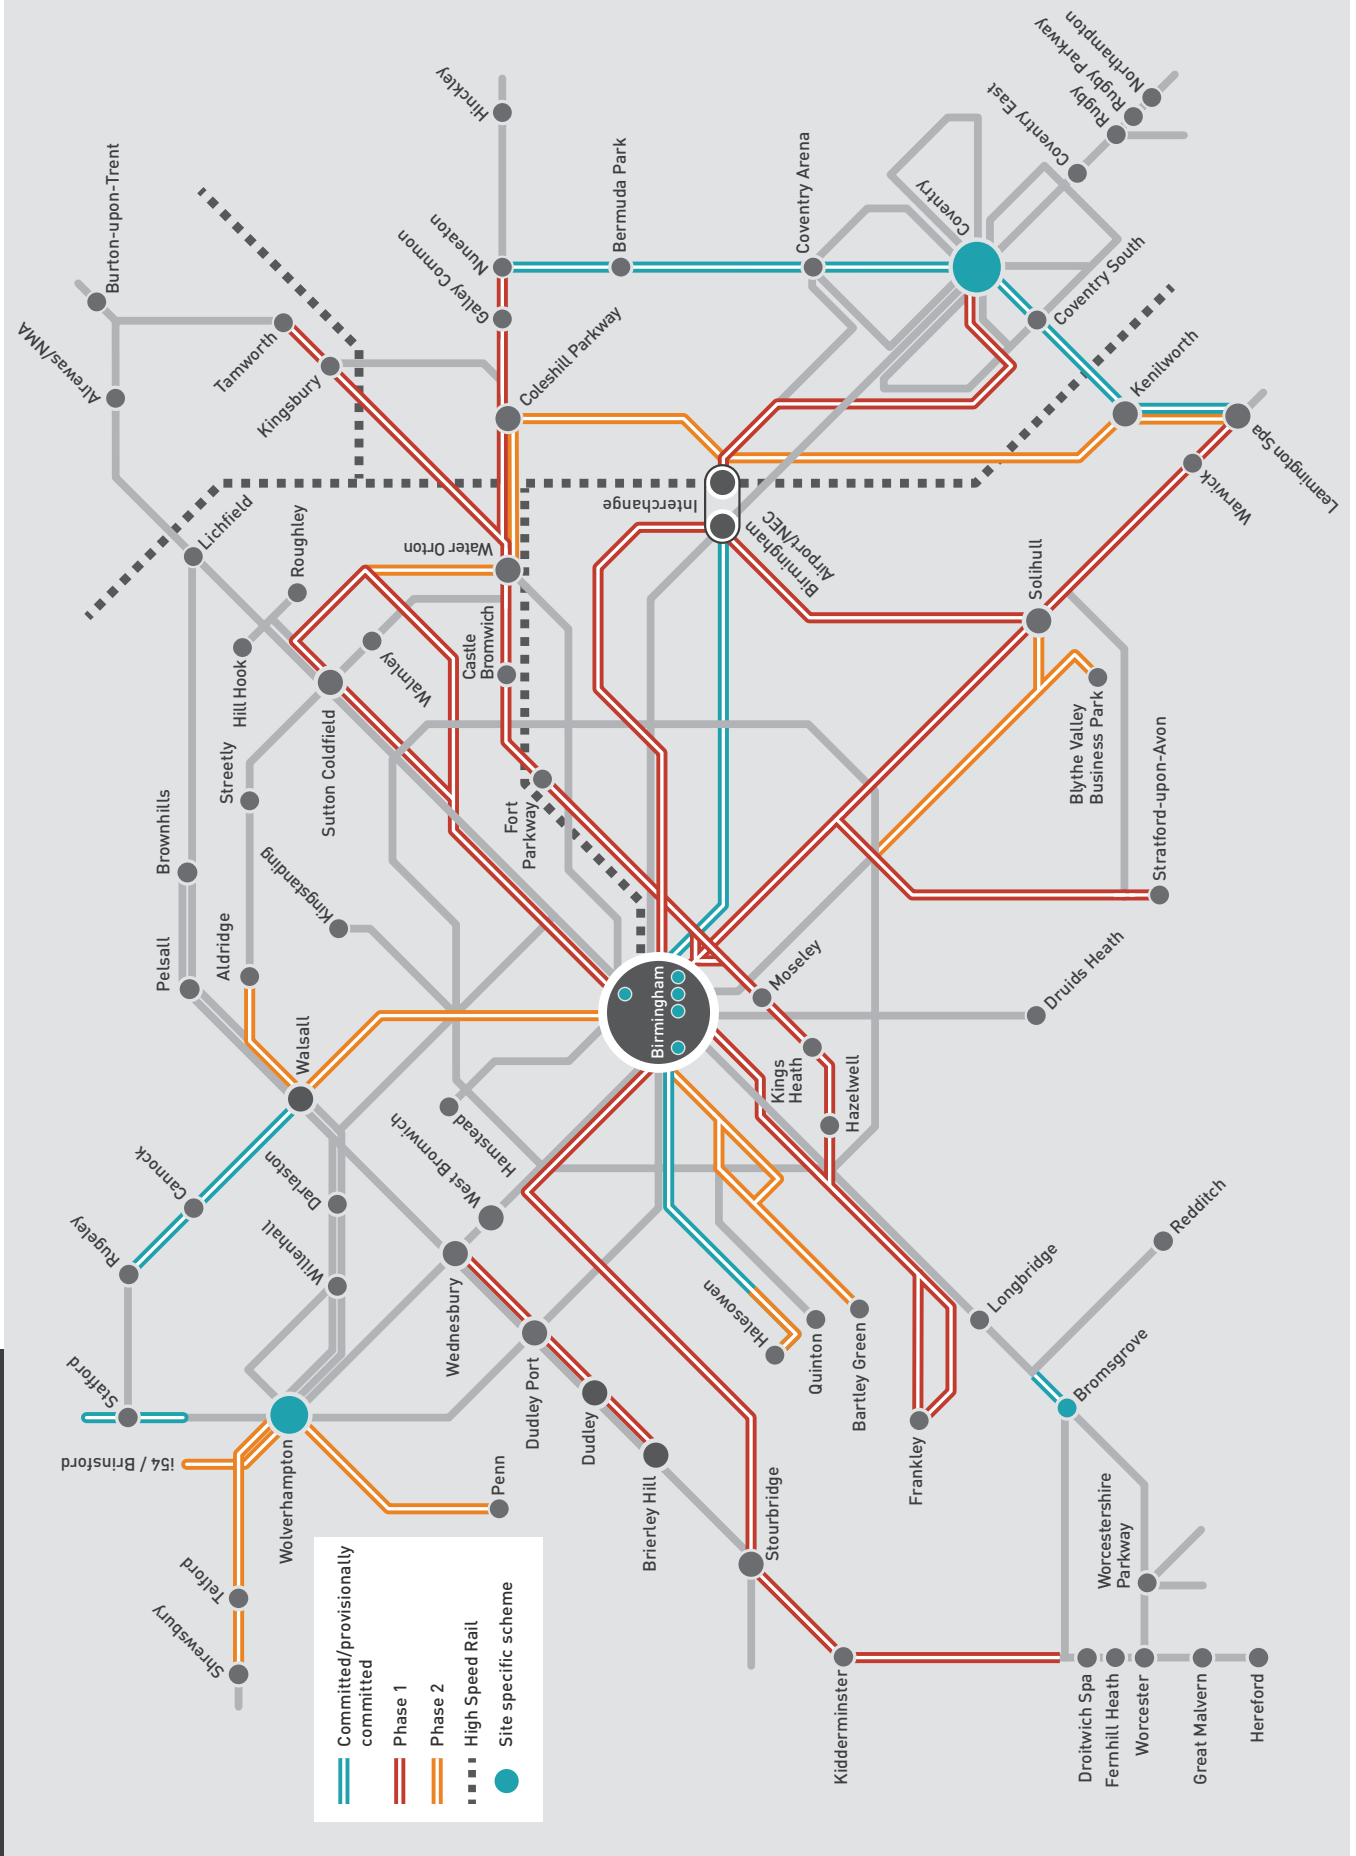 Shrewsbury
Telford
i54 / Brinsford
Stafford
Rugeley
Cannock
Wolverhampton
Penn
Willenhall
Darlaston
Walsall
Pelsall
Brownhills
Aldridge
Streetly
Kingstanding
Hill Hook
Roughley
Sutton Coldfield
Walmley
Lichfield
Alrewas/NMA
Burton-upon-Trent
Tamworth
Kingsbury
Hinckley
Nuneaton
Galley Common
Coleshill Parkway
Water Orton
Castle
Bromwich
Fort
Parkway
Bermuda Park
Coventry Arena
Coventry
Coventry East
Rugby
Rugby Parkway
Northampton
Coventry South
Kenilworth
Leamington Spa
Warwick
Interchange
Birmingham
Airport/NEC
Solihull
Blythe Valley
Business Park
Stratford-upon-Avon
Birmingham
Moseley
Kings
Heath
Hazelwell
Druids Heath
Hamstead
West Bromwich
Wednesbury
Dudley Port
Dudley
Brierley Hill
Stourbridge
Halesowen
Quinton
Bartley Green
Frankley
Longbridge
Redditch
Bromsgrove
Worcestershire
Parkway
Kidderminster
Droitwich Spa
Fernhill Heath
Worcester
Great Malvern
Hereford
Committed/provisionally
committed
Phase 1
Phase 2
High Speed Rail
Site specific scheme